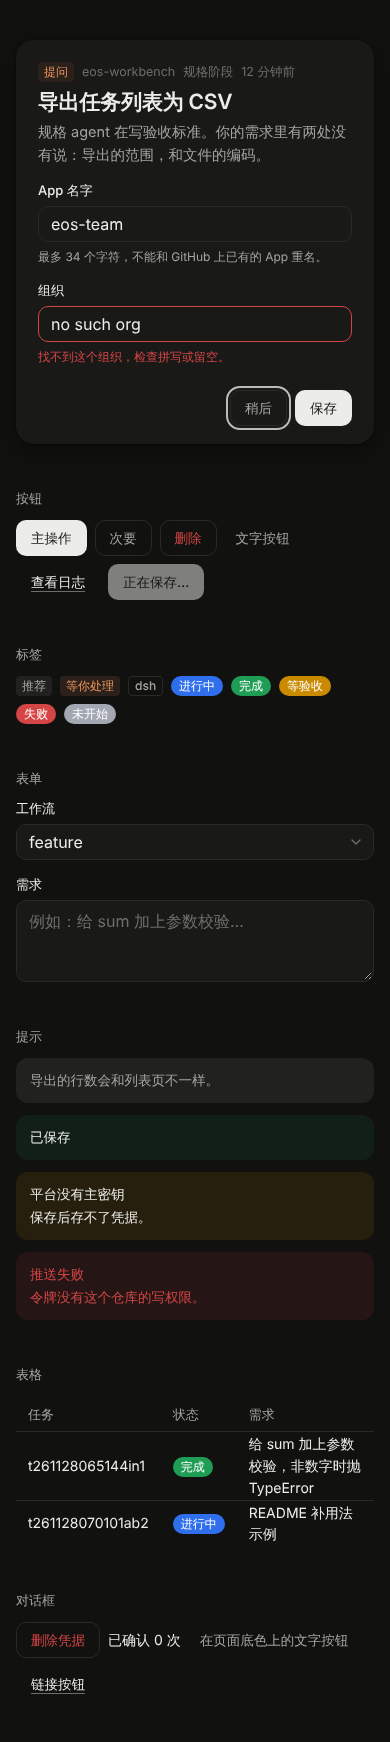 提问 eos-workbench 规格阶段 12 分钟前
导出任务列表为 CSV
规格 agent 在写验收标准。你的需求里有两处没
有说：导出的范围，和文件的编码。
App 名字
eos-team
最多 34 个字符，不能和 GitHub 上已有的 App 重名。
组织
no such org
找不到这个组织，检查拼写或留空。
稍后 保存
按钮
主操作 次要 删除 文字按钮
查看日志 正在保存…
标签
推荐 等你处理 dsh 进行中 完成 等验收
失败 未开始
表单
工作流
feature
需求
例如：给 sum 加上参数校验…
提示
导出的行数会和列表页不一样。
已保存
平台没有主密钥
保存后存不了凭据。
推送失败
令牌没有这个仓库的写权限。
表格
任务 状态 需求
t261128065144in1 完成 给 sum 加上参数
校验，非数字时抛
TypeError
t261128070101ab2 进行中 README 补用法
示例
对话框
删除凭据 已确认 0 次 在页面底色上的文字按钮
链接按钮